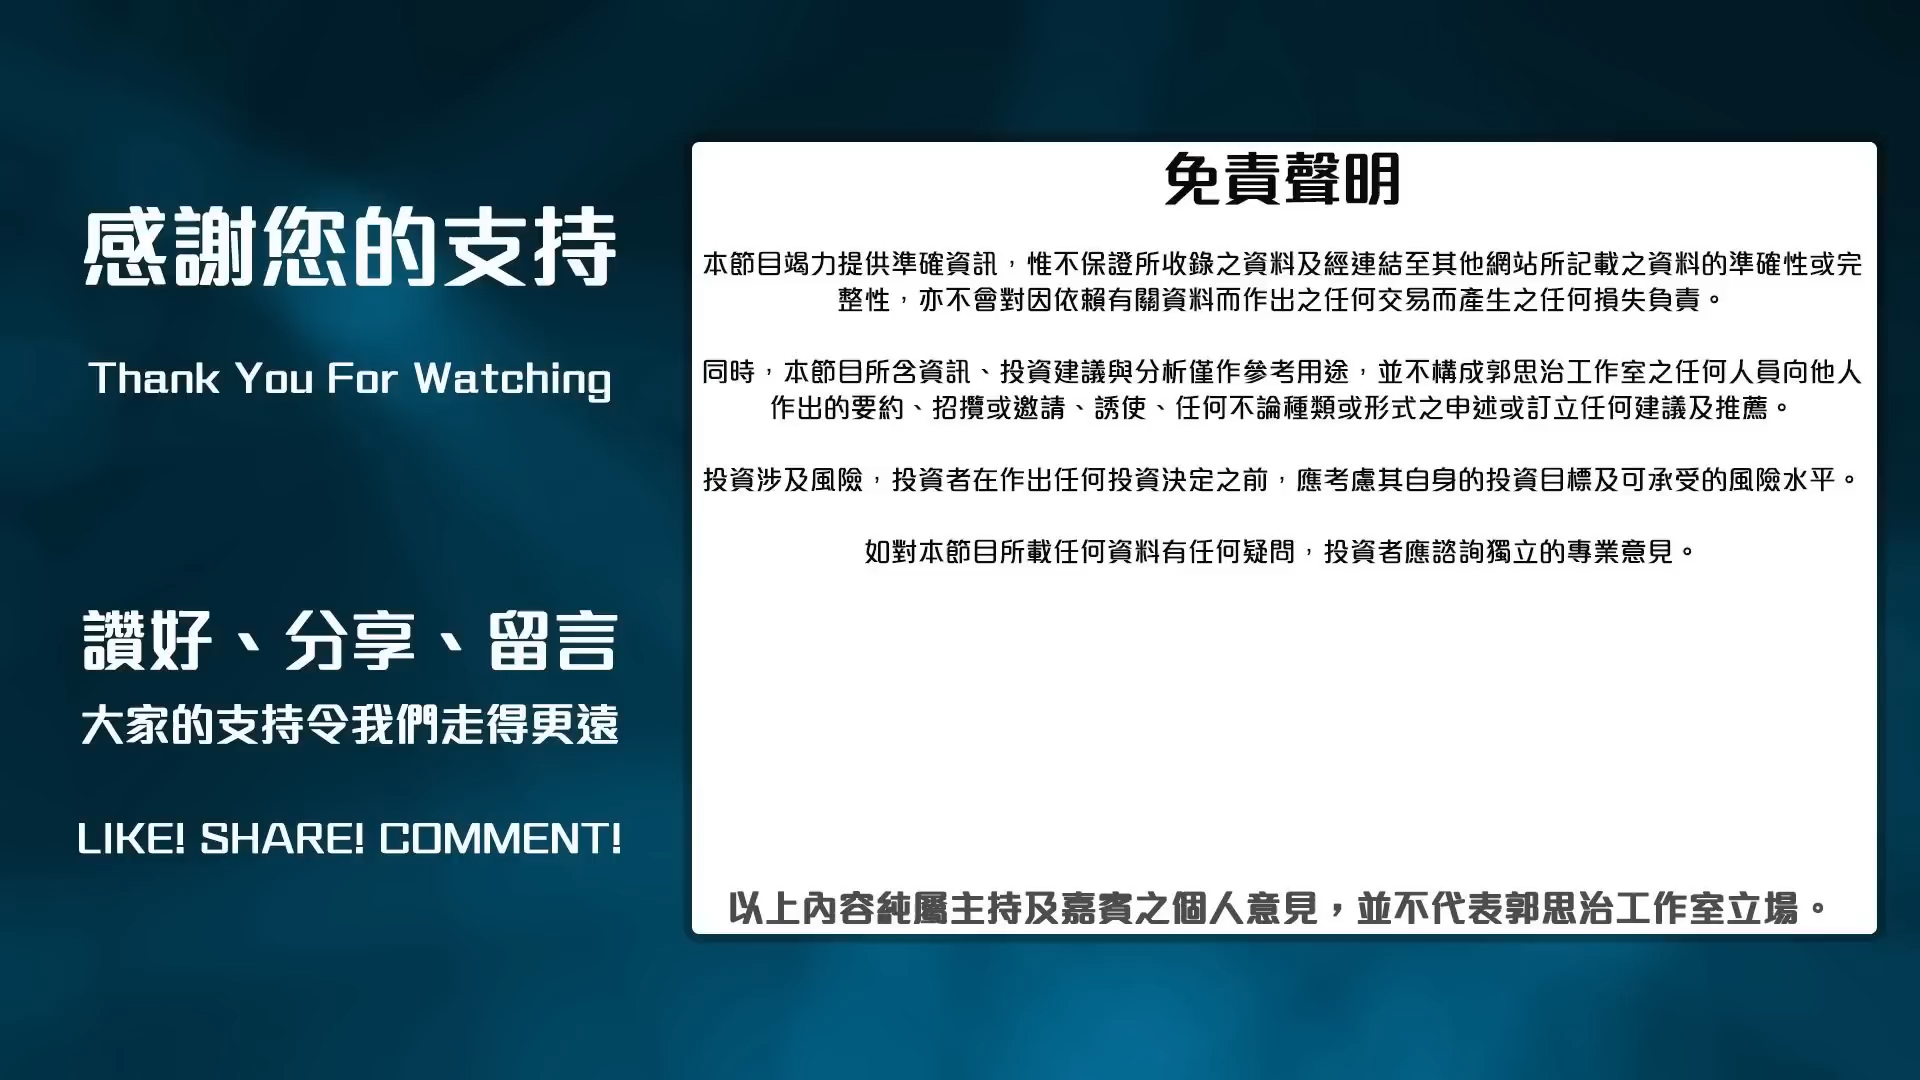 感謝您的支持
Thank You For Watching
讚好、分享、留言
大家的支持令我們走得更遠
LIKE! SHARE! COMMENT!
免責聲明
本節目竭力提供準確資訊，惟不保證所收錄之資料及經連結至其他網站所記載之資料的準確性或完
整性，亦不會對因依賴有關資料而作出之任何交易而產生之任何損失負責。
同時，本節目所含資訊、投資建議與分析僅作參考用途，並不構成郭思治工作室之任何人員向他人
作出的要約、招攬或邀請、誘使、任何不論種類或形式之申述或訂立任何建議及推薦。
投資涉及風險，投資者在作出任何投資決定之前，應考慮其自身的投資目標及可承受的風險水平。
如對本節目所載任何資料有任何疑問，投資者應諮詢獨立的專業意見。
以上內容純屬主持及嘉賓之個人意見，並不代表郭思治工作室立場。